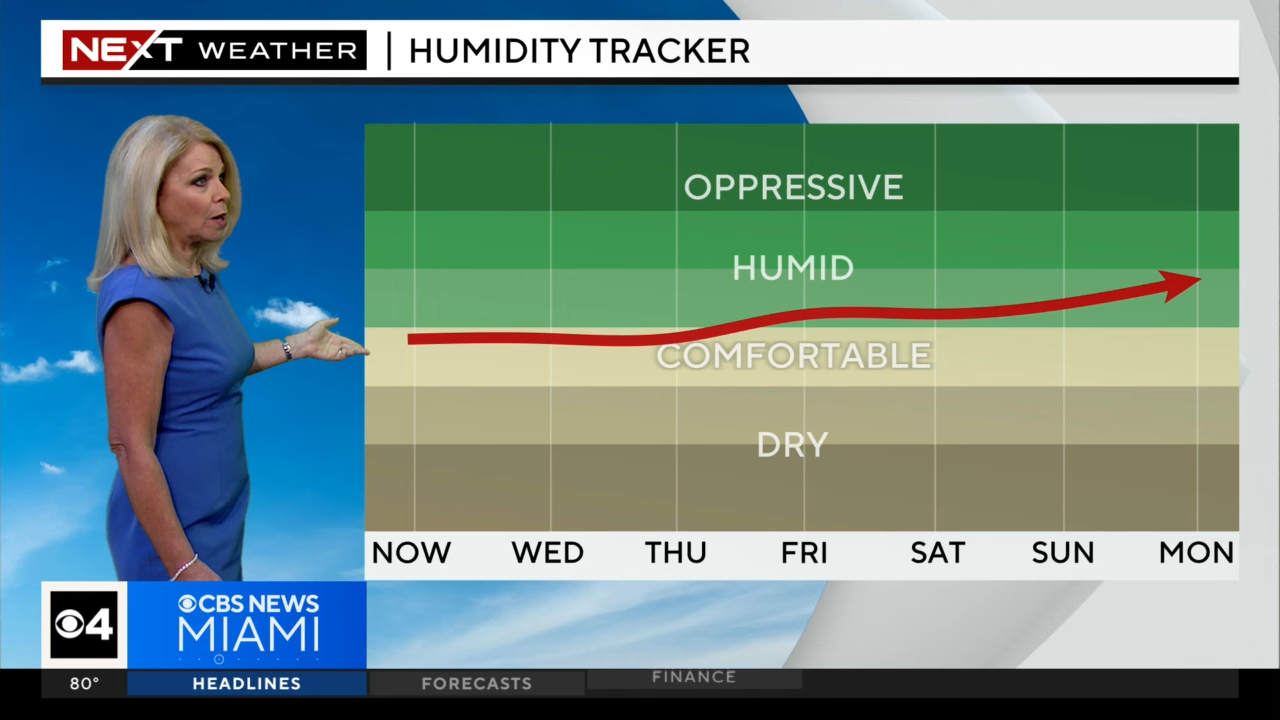 NEXT WEATHER | HUMIDITY TRACKER
OPPRESSIVE
HUMID
COMFORTABLE
DRY
NOW WED THU FRI SAT SUN MON
4
CBS NEWS
MIAMI
80° HEADLINES FORECASTS FINANCE